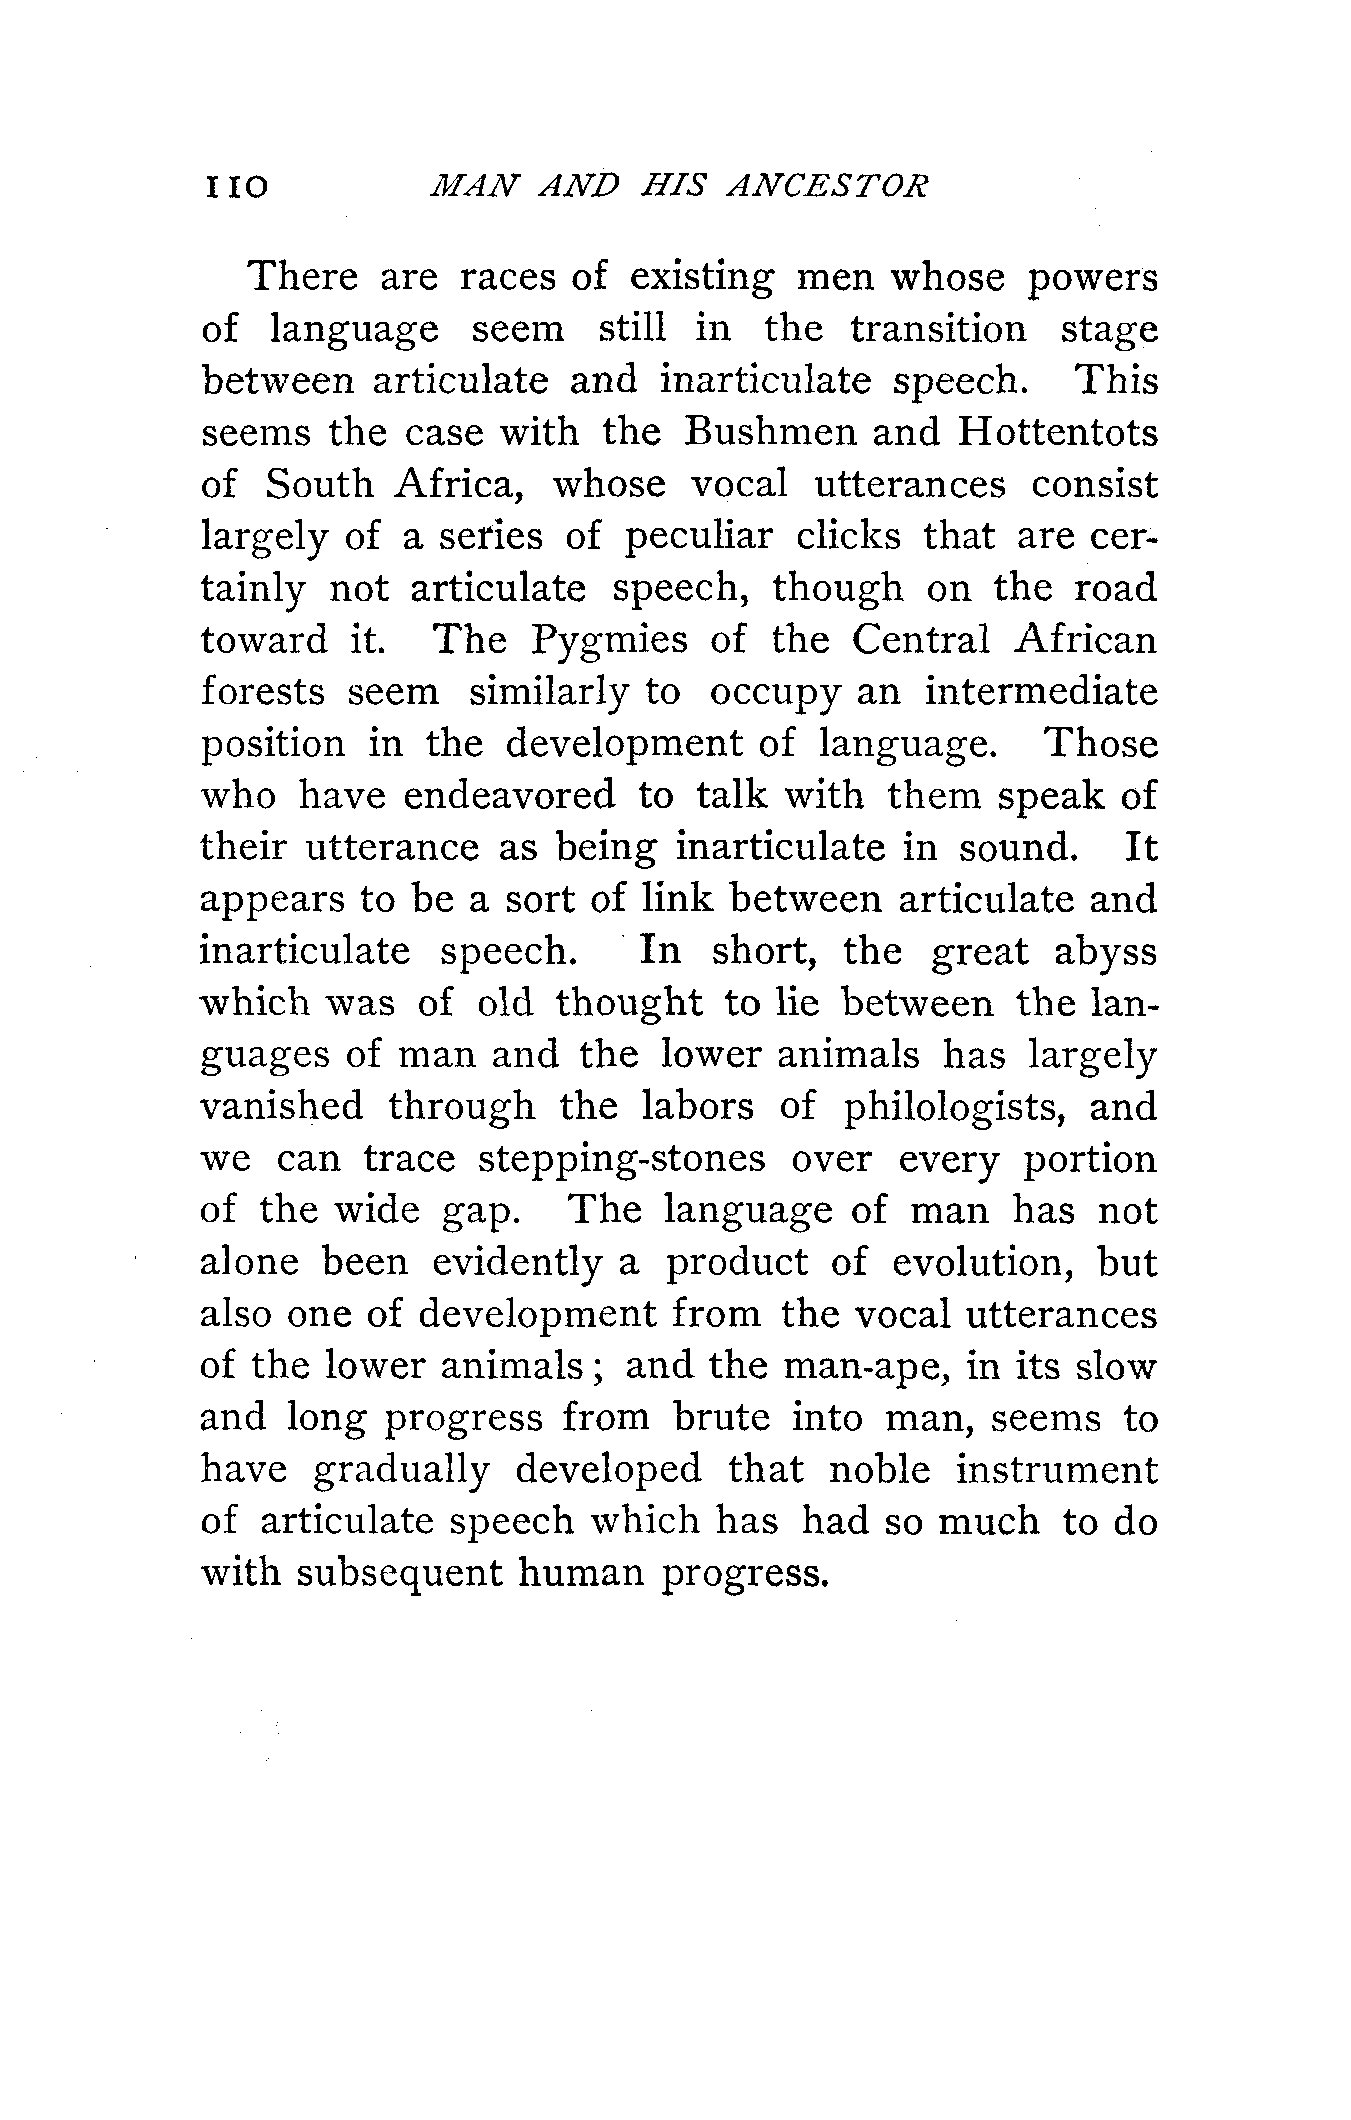 110 MAN AND HIS ANCESTOR
There are races of existing men whose powers
of language seem still in the transition stage
between articulate and inarticulate speech. This
seems the case with the Bushmen and Hottentots
of South Africa, whose vocal utterances consist
largely of a series of peculiar clicks that are cer-
tainly not articulate speech, though on the road
toward it. The Pygmies of the Central African
forests seem similarly to occupy an intermediate
position in the development of language. Those
who have endeavored to talk with them speak of
their utterance as being inarticulate in sound. It
appears to be a sort of link between articulate and
inarticulate speech. In short, the great abyss
which was of old thought to lie between the lan-
guages of man and the lower animals has largely
vanished through the labors of philologists, and
we can trace stepping-stones over every portion
of the wide gap. The language of man has not
alone been evidently a product of evolution, but
also one of development from the vocal utterances
of the lower animals; and the man-ape, in its slow
and long progress from brute into man, seems to
have gradually developed that noble instrument
of articulate speech which has had so much to do
with subsequent human progress.